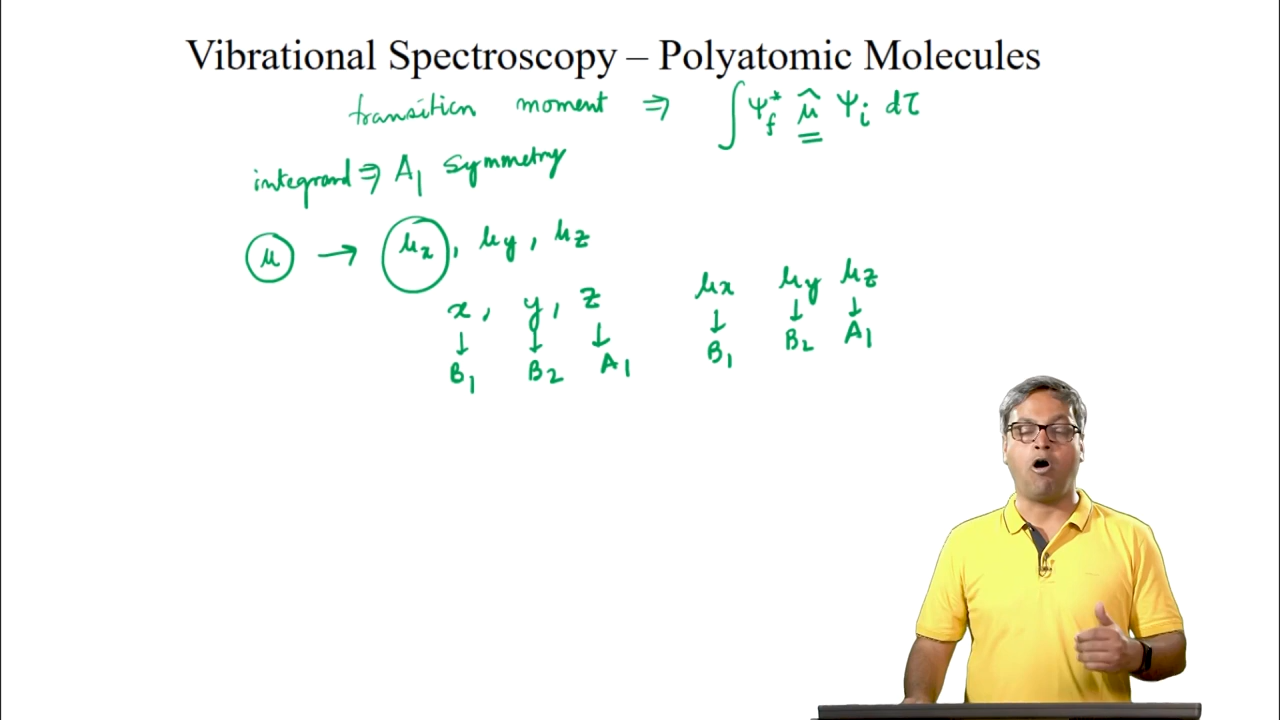 Vibrational Spectroscopy – Polyatomic Molecules
transition moment ⇒ ∫ Ψf* μ̂ Ψi dτ
integrand ⇒ A1 symmetry
μ → μx, μy, μz
x, y, z
↓ ↓ ↓
B1 B2 A1
μx μy μz
↓ ↓ ↓
B1 B2 A1